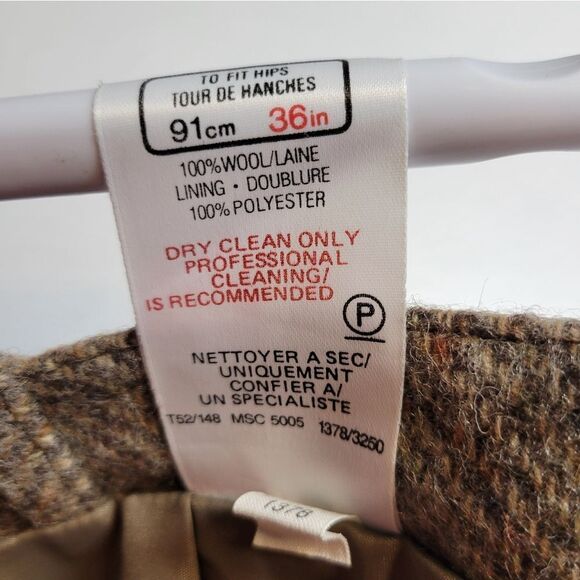 TO FIT HIPS
TOUR DE HANCHES
91cm 36in
100%WOOL/LAINE
LINING · DOUBLURE
100% POLYESTER
DRY CLEAN ONLY
PROFESSIONAL
CLEANING/
IS RECOMMENDED
P
NETTOYER A SEC/
UNIQUEMENT
CONFIER A/
UN SPECIALISTE
T52/148 MSC 5005 1378/3250